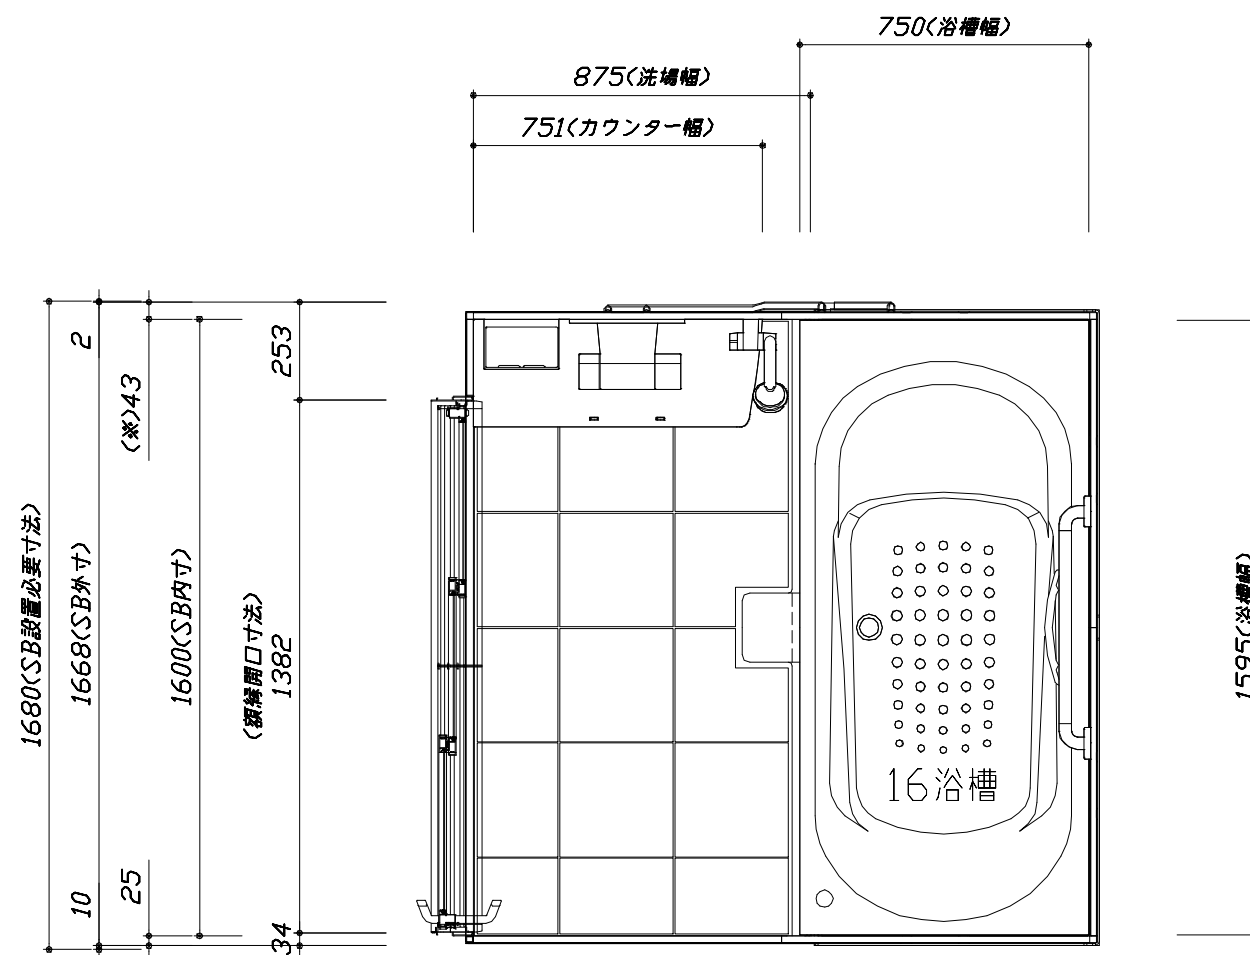 750(浴槽幅)
875(洗場幅)
751(カウンター幅)
2
253
(※)43
1680(SB設置必要寸法)
1668(SB外寸)
1600(SB内寸)
(額縁開口寸法)
1382
1595(浴槽幅)
16浴槽
10
25
34